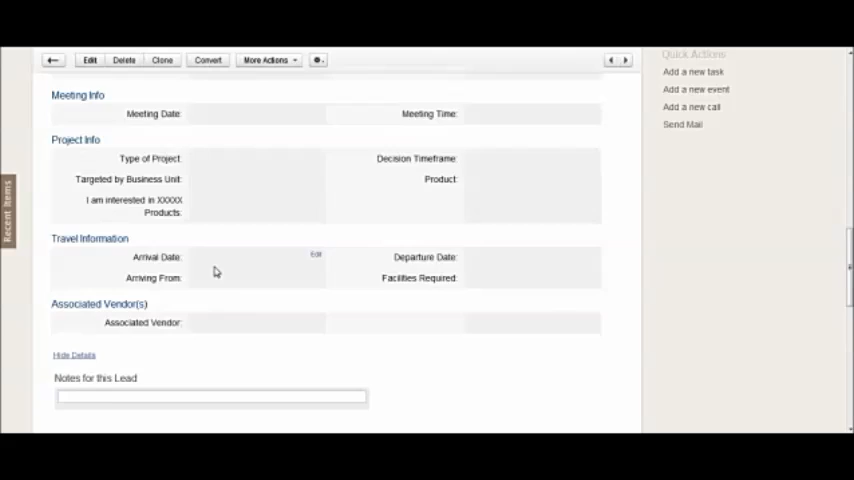 Edit Delete Clone Convert More Actions
Quick Actions
Add a new task
Add a new event
Add a new call
Send Mail
Recent Items
Meeting Info
Meeting Date: Meeting Time:
Project Info
Type of Project: Decision Timeframe:
Targeted by Business Unit: Product:
I am interested in XXXXX
Products:
Travel Information
Arrival Date: Edit Departure Date:
Arriving From: Facilities Required:
Associated Vendor(s)
Associated Vendor:
Hide Details
Notes for this Lead